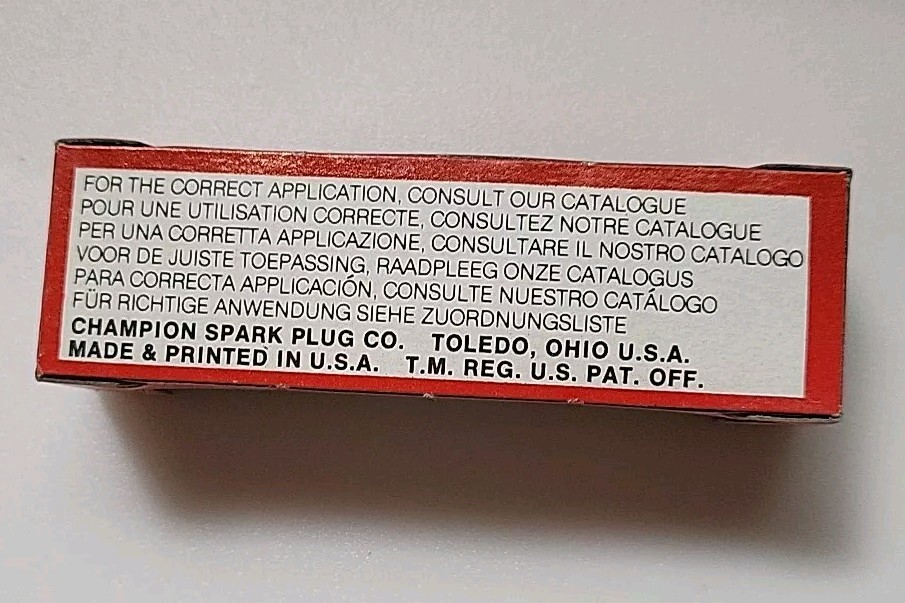 FOR THE CORRECT APPLICATION, CONSULT OUR CATALOGUE
POUR UNE UTILISATION CORRECTE, CONSULTEZ NOTRE CATALOGUE
PER UNA CORRETTA APPLICAZIONE, CONSULTARE IL NOSTRO CATALOGO
VOOR DE JUISTE TOEPASSING, RAADPLEEG ONZE CATALOGUS
PARA CORRECTA APPLICACIÓN, CONSULTE NUESTRO CATÁLOGO
FÜR RICHTIGE ANWENDUNG SIEHE ZUORDNUNGSLISTE
CHAMPION SPARK PLUG CO. TOLEDO, OHIO U.S.A.
MADE & PRINTED IN U.S.A. T.M. REG. U.S. PAT. OFF.